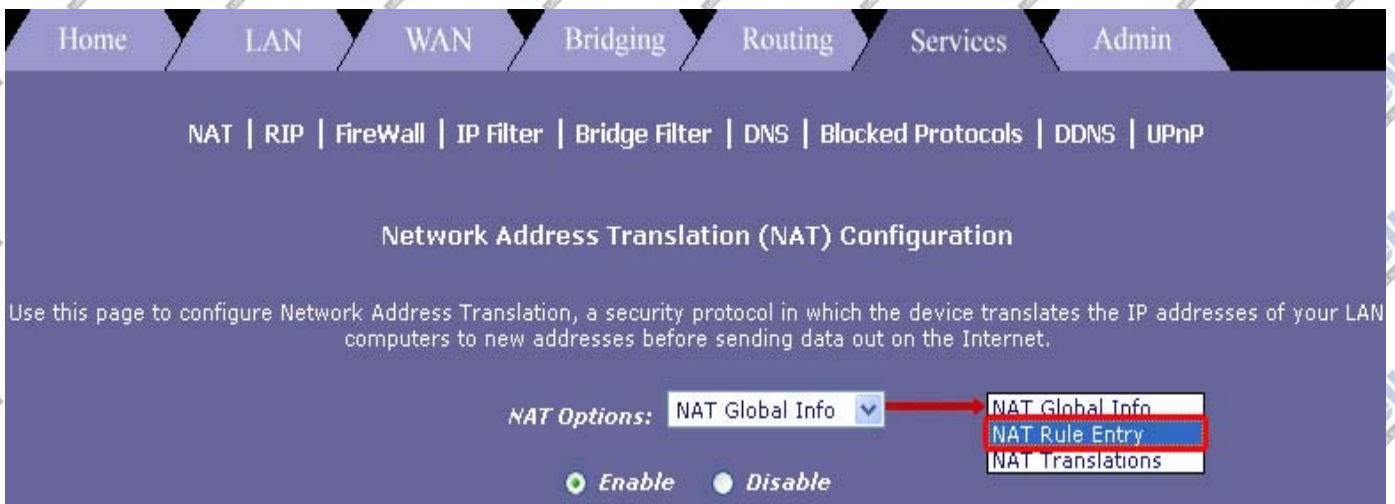 Home LAN WAN Bridging Routing Services Admin
NAT | RIP | FireWall | IP Filter | Bridge Filter | DNS | Blocked Protocols | DDNS | UPnP
Network Address Translation (NAT) Configuration
Use this page to configure Network Address Translation, a security protocol in which the device translates the IP addresses of your LAN
computers to new addresses before sending data out on the Internet.
NAT Options: NAT Global Info NAT Global Info
NAT Rule Entry
NAT Translations
Enable Disable